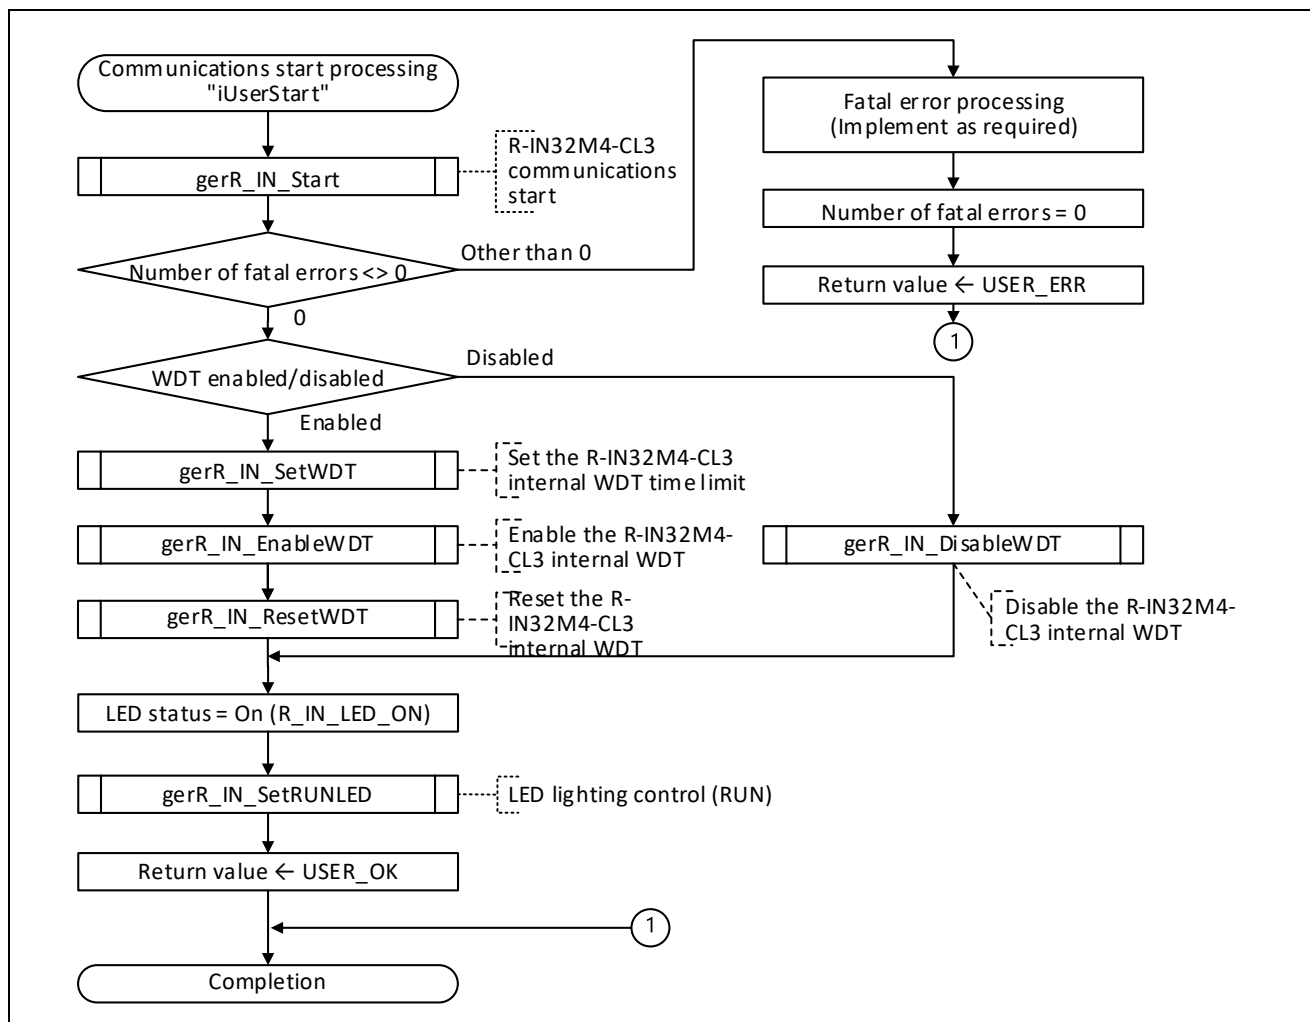 Communications start processing
"iUserStart"
gerR_IN_Start
R-IN32M4-CL3
communications
start
Number of fatal errors <> 0
Other than 0
0
Fatal error processing
(Implement as required)
Number of fatal errors = 0
Return value ← USER_ERR
1
WDT enabled/disabled
Disabled
Enabled
gerR_IN_SetWDT
Set the R-IN32M4-CL3
internal WDT time limit
gerR_IN_EnableWDT
Enable the R-IN32M4-
CL3 internal WDT
gerR_IN_DisableWDT
Disable the R-IN32M4-
CL3 internal WDT
gerR_IN_ResetWDT
Reset the R-
IN32M4-CL3
internal WDT
LED status = On (R_IN_LED_ON)
gerR_IN_SetRUNLED
LED lighting control (RUN)
Return value ← USER_OK
1
Completion